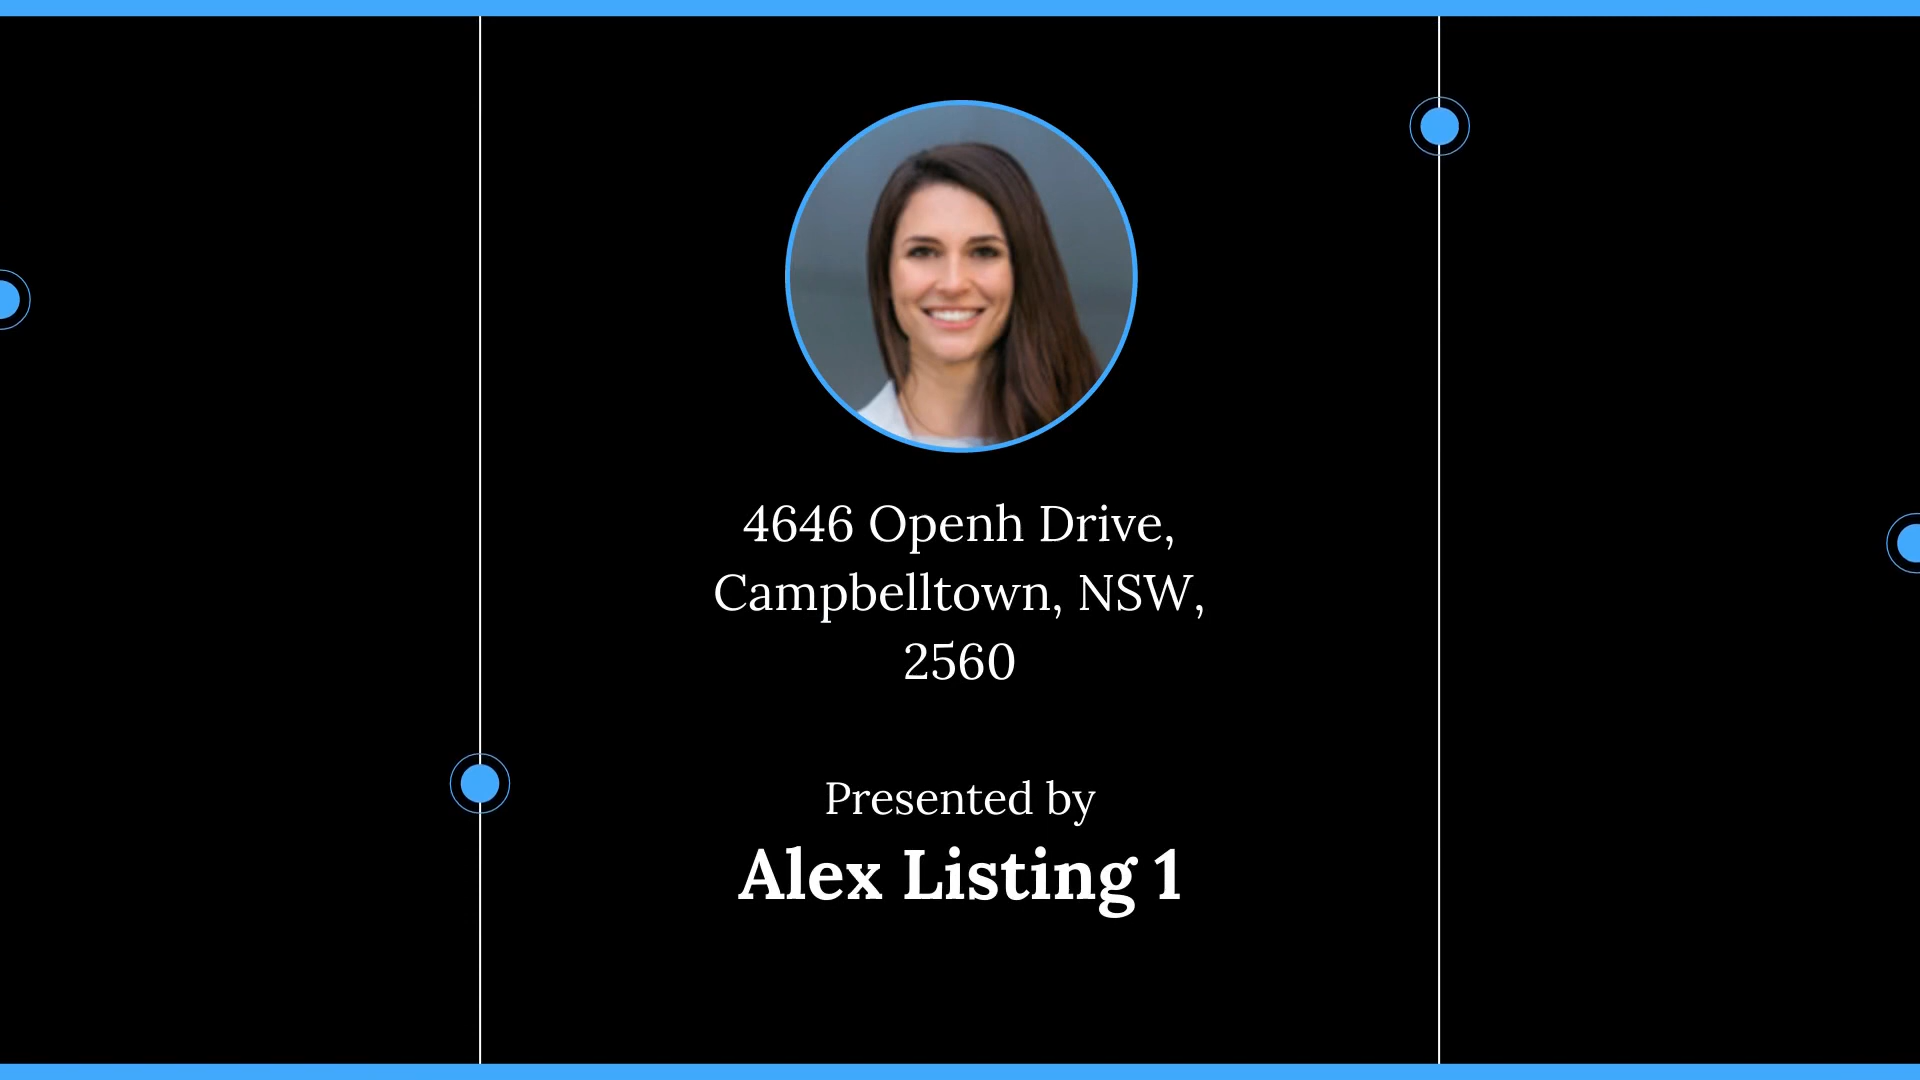 4646 Openh Drive,
Campbelltown, NSW,
2560
Presented by
Alex Listing 1